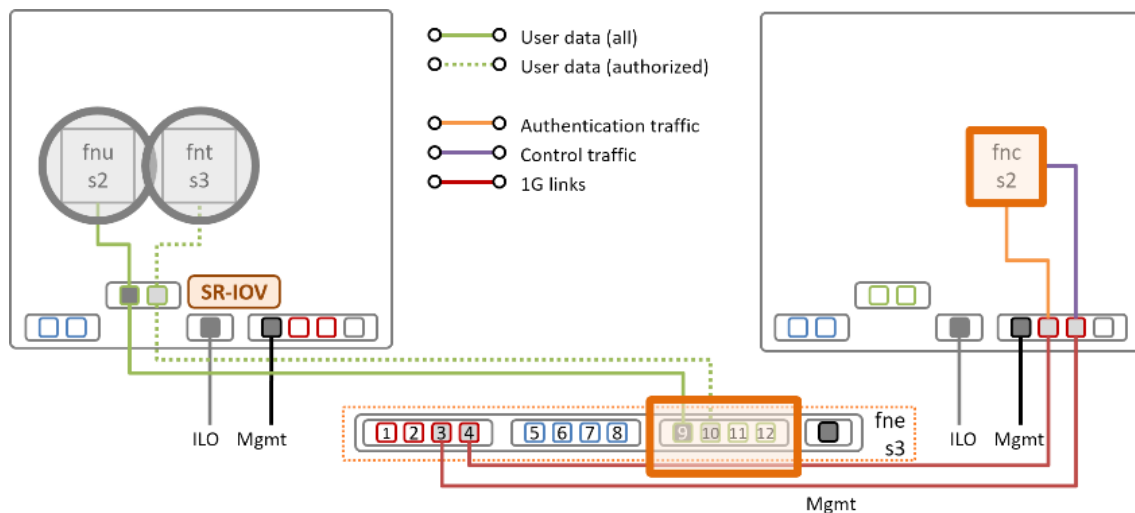 User data (all)
User data (authorized)
Authentication traffic
Control traffic
1G links
fnu
s2
fnt
s3
SR-IOV
ILO
Mgmt
fnc
s2
ILO
Mgmt
1 2 3 4 5 6 7 8 9 10 11 12
fne
s3
Mgmt